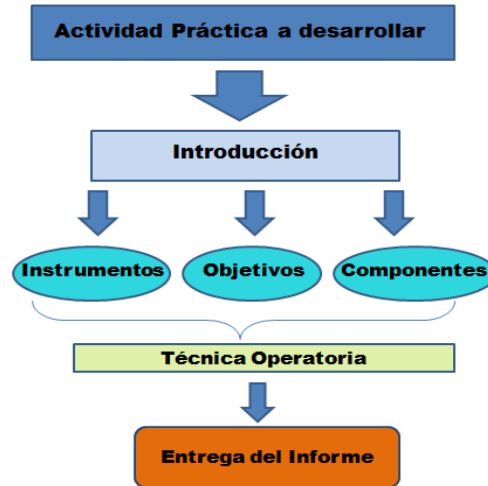 Actividad Práctica a desarrollar
Introducción
Instrumentos
Objetivos
Componentes
Técnica Operatoria
Entrega del Informe